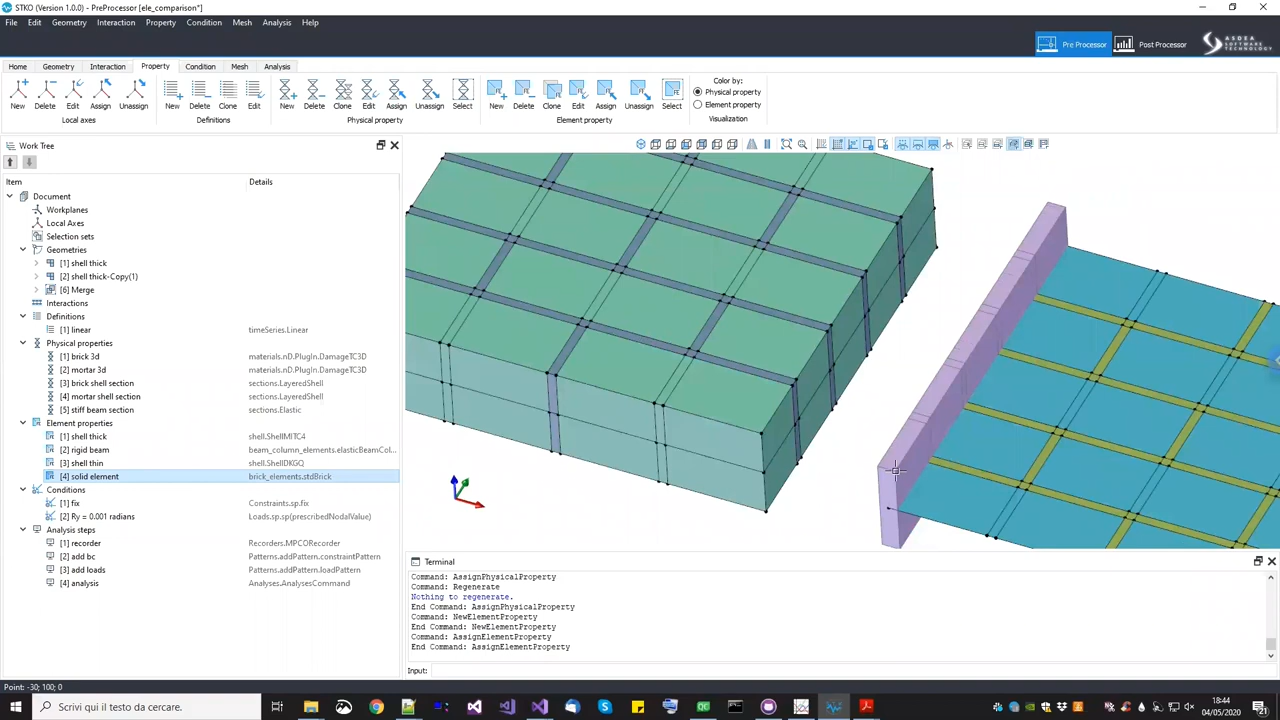 STKO (Version 1.0.0) - PreProcessor [ele_comparison*]
File Edit Geometry Interaction Property Condition Mesh Analysis Help
Pre Processor Post Processor ASDEA SOFTWARE TECHNOLOGY
Home Geometry Interaction Property Condition Mesh Analysis
New Delete Edit Assign Unassign New Delete Clone Edit New Delete Clone Edit Assign Unassign Select New Delete Clone Edit Assign Unassign Select
Color by:
Physical property
Element property
Local axes Definitions Physical property Element property Visualization
Work Tree
Item Details
Document
Workplanes
Local Axes
Selection sets
Geometries
[1] shell thick
[2] shell thick-Copy(1)
[6] Merge
Interactions
Definitions
[1] linear timeSeries.Linear
Physical properties
[1] brick 3d materials.nD.PlugIn.DamageTC3D
[2] mortar 3d materials.nD.PlugIn.DamageTC3D
[3] brick shell section sections.LayeredShell
[4] mortar shell section sections.LayeredShell
[5] stiff beam section sections.Elastic
Element properties
[1] shell thick shell.ShellMITC4
[2] rigid beam beam_column_elements.elasticBeamCol...
[3] shell thin shell.ShellDKGQ
[4] solid element brick_elements.stdBrick
Conditions
[1] fix Constraints.sp.fix
[2] Ry = 0.001 radians Loads.sp.sp(prescribedNodalValue)
Analysis steps
[1] recorder Recorders.MPCORecorder
[2] add bc Patterns.addPattern.constraintPattern
[3] add loads Patterns.addPattern.loadPattern
[4] analysis Analyses.AnalysesCommand
Terminal
Command: AssignPhysicalProperty
Command: Regenerate
Nothing to regenerate.
End Command: AssignPhysicalProperty
Command: NewElementProperty
End Command: NewElementProperty
Command: AssignElementProperty
End Command: AssignElementProperty
Input:
Point: -30; 100; 0
Scrivi qui il testo da cercare.
18:44
04/05/2020